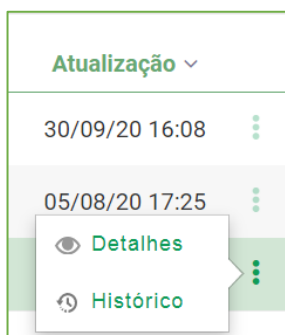 Atualização
30/09/20 16:08
05/08/20 17:25
Detalhes
Histórico